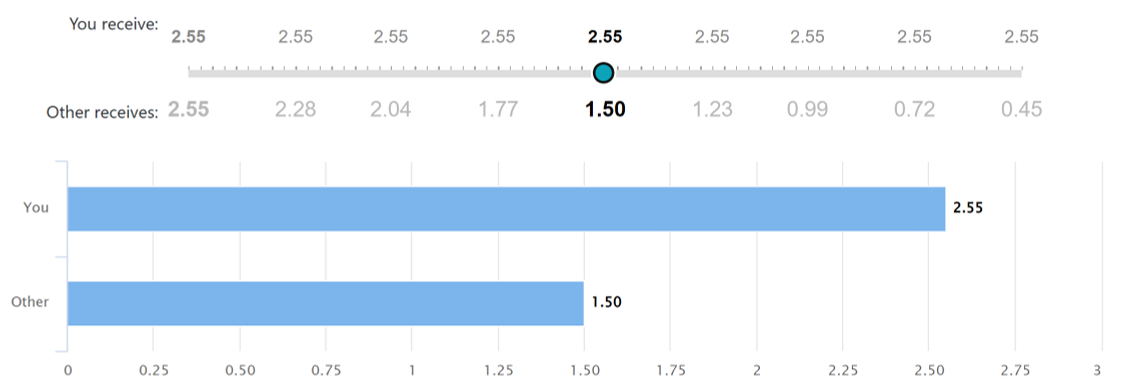 You receive: 2.55 2.55 2.55 2.55 2.55 2.55 2.55 2.55 2.55
Other receives: 2.55 2.28 2.04 1.77 1.50 1.23 0.99 0.72 0.45
You 2.55
Other 1.50
0 0.25 0.50 0.75 1 1.25 1.50 1.75 2 2.25 2.50 2.75 3